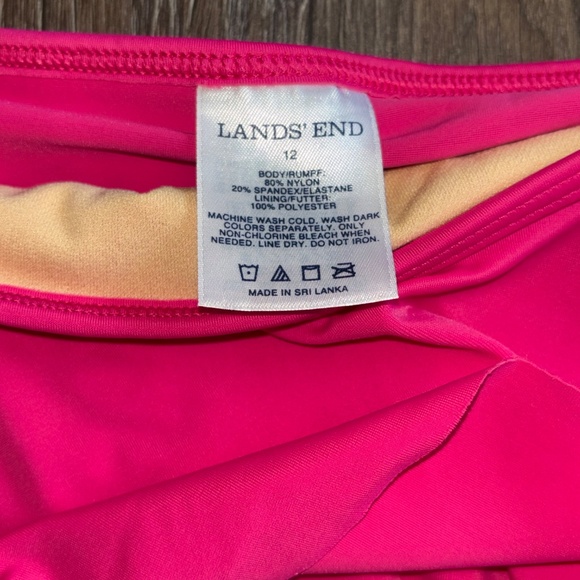 LANDS' END
12
BODY/RUMPF:
80% NYLON
20% SPANDEX/ELASTANE
LINING/FUTTER:
100% POLYESTER
MACHINE WASH COLD. WASH DARK
COLORS SEPARATELY. ONLY
NON-CHLORINE BLEACH WHEN
NEEDED. LINE DRY. DO NOT IRON.
MADE IN SRI LANKA